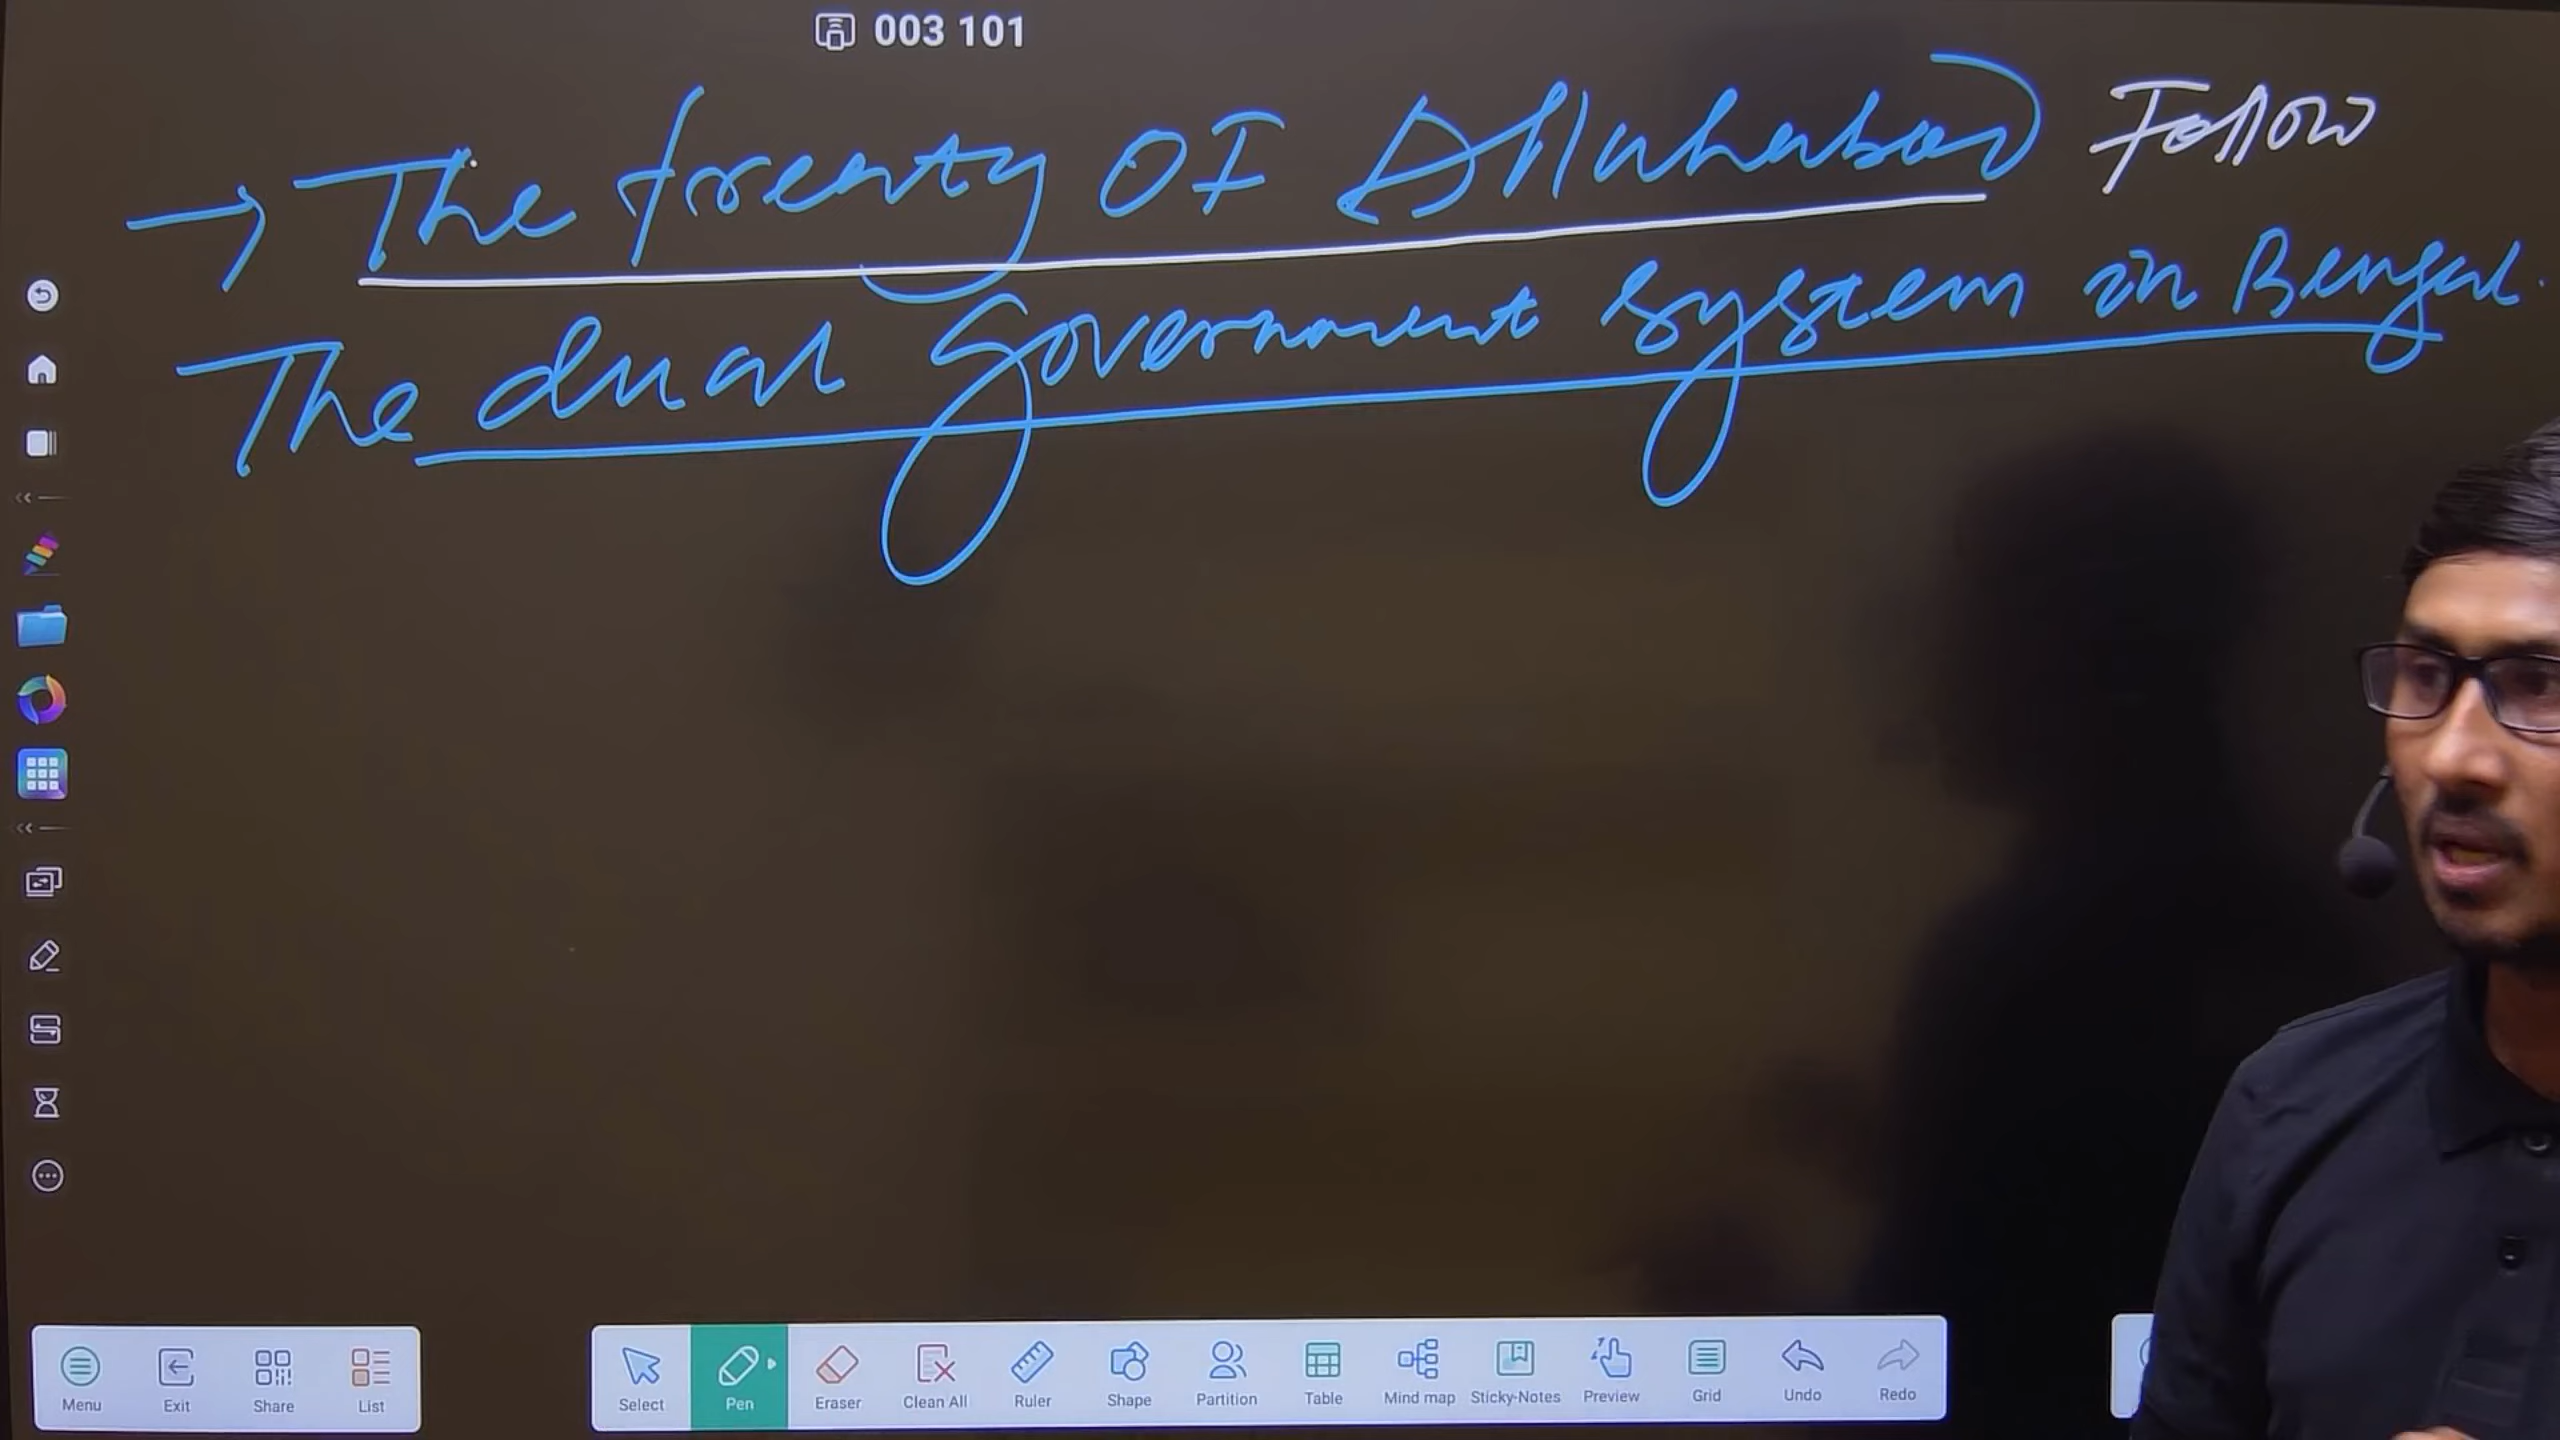 003 101
→ The treaty OF Allahabad Follow
The dual Government system in Bengal.
Menu Exit Share List Select Pen Eraser Clean All Ruler Shape Partition Table Mind map Sticky-Notes Preview Grid Undo Redo